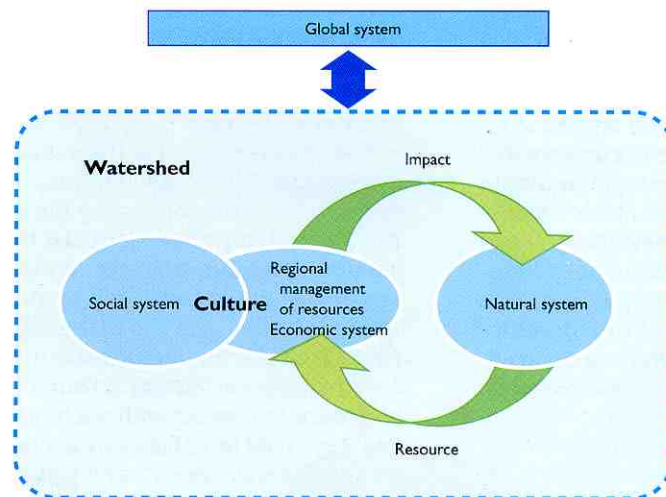 Global system
Watershed
Impact
Social system
Culture
Regional
management
of resources
Economic system
Natural system
Resource